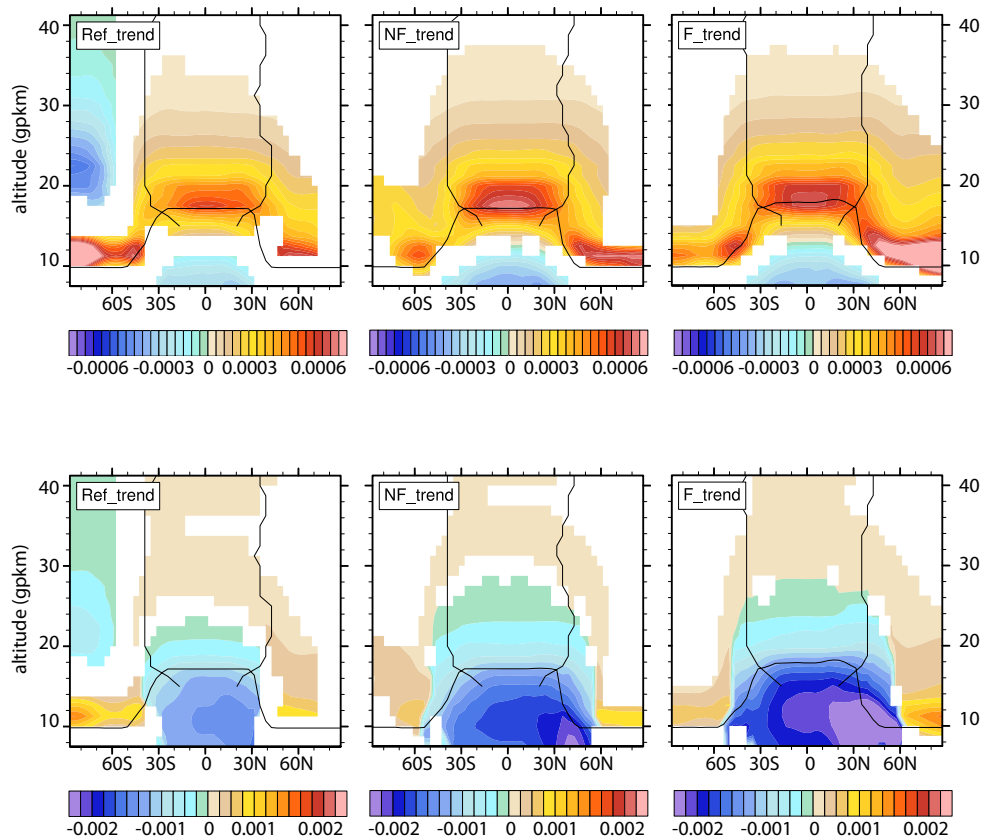 Ref_trend NF_trend F_trend
altitude (gpkm)
40 40
30 30
20 20
10 10
60S 30S 0 30N 60N 60S 30S 0 30N 60N 60S 30S 0 30N 60N
-0.0006 -0.0003 0 0.0003 0.0006 -0.0006 -0.0003 0 0.0003 0.0006 -0.0006 -0.0003 0 0.0003 0.0006
Ref_trend NF_trend F_trend
altitude (gpkm)
40 40
30 30
20 20
10 10
60S 30S 0 30N 60N 60S 30S 0 30N 60N 60S 30S 0 30N 60N
-0.002 -0.001 0 0.001 0.002 -0.002 -0.001 0 0.001 0.002 -0.002 -0.001 0 0.001 0.002